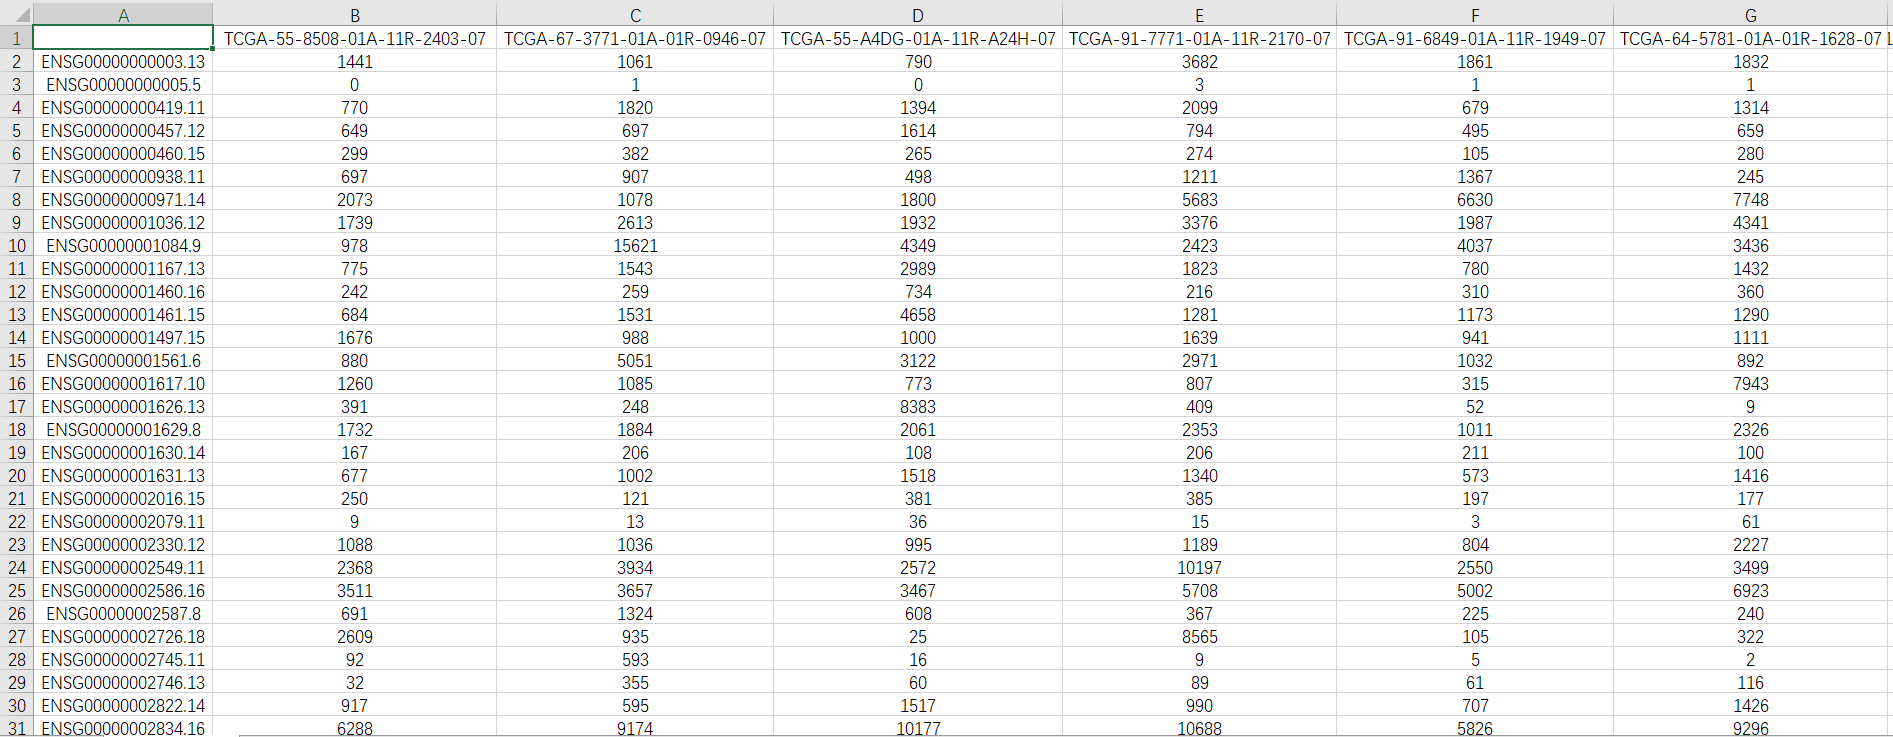 A B C D E F G
1 TCGA-55-8508-01A-11R-2403-07 TCGA-67-3771-01A-01R-0946-07 TCGA-55-A4DG-01A-11R-A24H-07 TCGA-91-7771-01A-11R-2170-07 TCGA-91-6849-01A-11R-1949-07 TCGA-64-5781-01A-01R-1628-07
2 ENSG00000000003.13 1441 1061 790 3682 1861 1832
3 ENSG00000000005.5 0 1 0 3 1 1
4 ENSG00000000419.11 770 1820 1394 2099 679 1314
5 ENSG00000000457.12 649 697 1614 794 495 659
6 ENSG00000000460.15 299 382 265 274 105 280
7 ENSG00000000938.11 697 907 498 1211 1367 245
8 ENSG00000000971.14 2073 1078 1800 5683 6630 7748
9 ENSG00000001036.12 1739 2613 1932 3376 1987 4341
10 ENSG00000001084.9 978 15621 4349 2423 4037 3436
11 ENSG00000001167.13 775 1543 2989 1823 780 1432
12 ENSG00000001460.16 242 259 734 216 310 360
13 ENSG00000001461.15 684 1531 4658 1281 1173 1290
14 ENSG00000001497.15 1676 988 1000 1639 941 1111
15 ENSG00000001561.6 880 5051 3122 2971 1032 892
16 ENSG00000001617.10 1260 1085 773 807 315 7943
17 ENSG00000001626.13 391 248 8383 409 52 9
18 ENSG00000001629.8 1732 1884 2061 2353 1011 2326
19 ENSG00000001630.14 167 206 108 206 211 100
20 ENSG00000001631.13 677 1002 1518 1340 573 1416
21 ENSG00000002016.15 250 121 381 385 197 177
22 ENSG00000002079.11 9 13 36 15 3 61
23 ENSG00000002330.12 1088 1036 995 1189 804 2227
24 ENSG00000002549.11 2368 3934 2572 10197 2550 3499
25 ENSG00000002586.16 3511 3657 3467 5708 5002 6923
26 ENSG00000002587.8 691 1324 608 367 225 240
27 ENSG00000002726.18 2609 935 25 8565 105 322
28 ENSG00000002745.11 92 593 16 9 5 2
29 ENSG00000002746.13 32 355 60 89 61 116
30 ENSG00000002822.14 917 595 1517 990 707 1426
31 ENSG00000002834.16 6288 9174 10177 10688 5826 9296